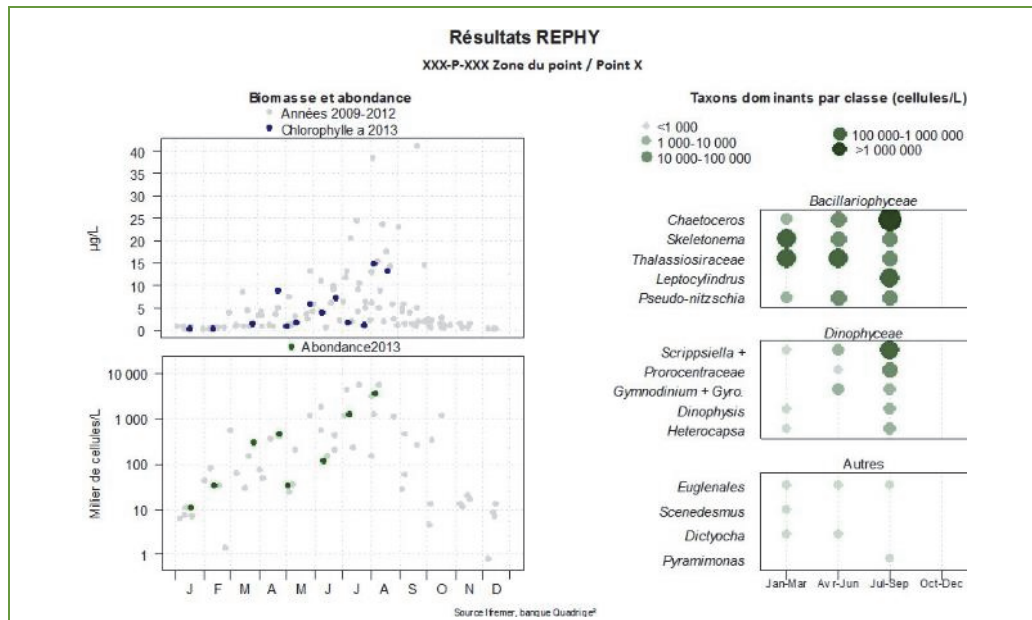 Résultats REPHY
XXX-P-XXX Zone du point / Point X
Biomasse et abondance
Années 2009-2012
Chlorophylle a 2013
40
35
30
25
20
15
10
5
0
µg/L
Abondance2013
10 000
1 000
100
10
1
Milier de cellules/L
J F M A M J J A S O N D
Taxons dominants par classe (cellules/L)
<1 000
1 000-10 000
10 000-100 000
100 000-1 000 000
>1 000 000
Bacillariophyceae
Chaetoceros
Skeletonema
Thalassiosiraceae
Leptocylindrus
Pseudo-nitzschia
Dinophyceae
Scrippsiella +
Prorocentraceae
Gymnodinium + Gyro.
Dinophysis
Heterocapsa
Autres
Euglenales
Scenedesmus
Dictyocha
Pyramimonas
Jan-Mar Avr-Jun Jul-Sep Oct-Dec
Source Ifremer, banque Quadrige²